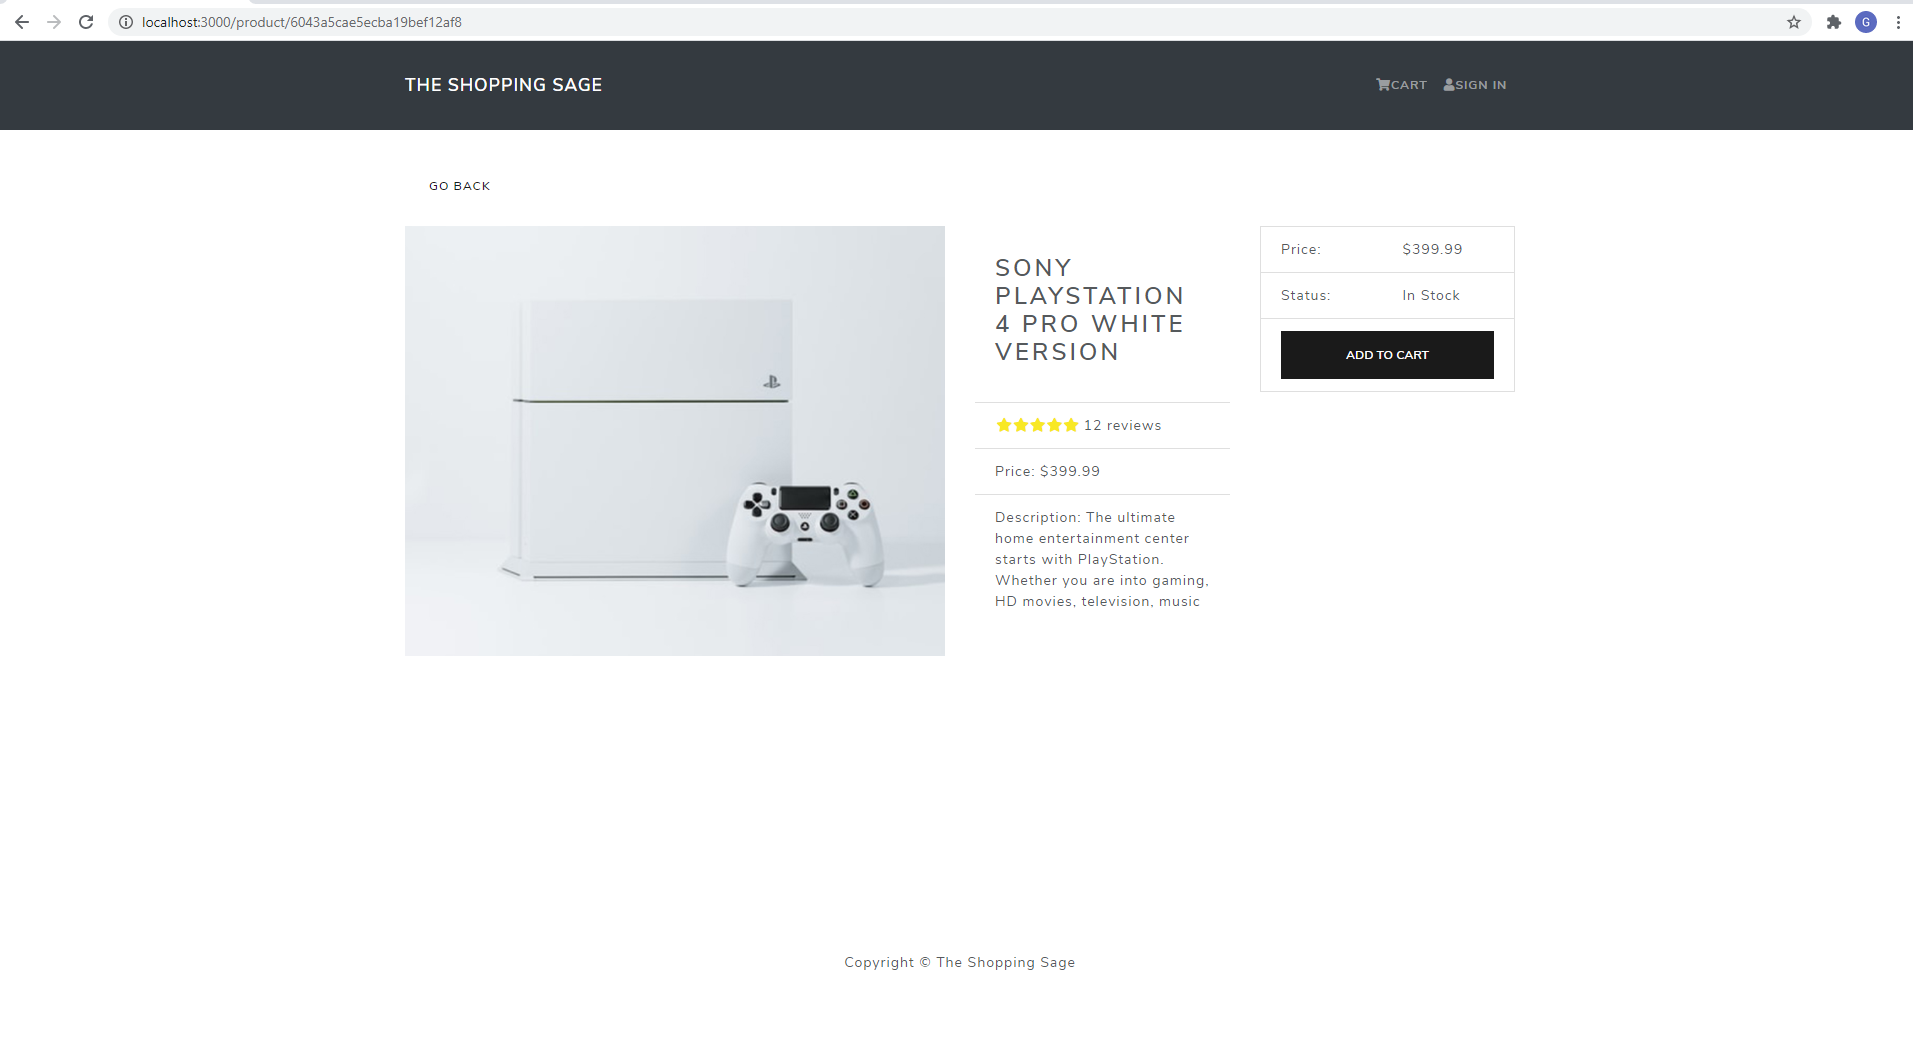 localhost:3000/product/6043a5cae5ecba19bef12af8
G
THE SHOPPING SAGE
CART
SIGN IN
GO BACK
SONY
PLAYSTATION
4 PRO WHITE
VERSION
12 reviews
Price: $399.99
Description: The ultimate
home entertainment center
starts with PlayStation.
Whether you are into gaming,
HD movies, television, music
Price: $399.99
Status: In Stock
ADD TO CART
Copyright © The Shopping Sage